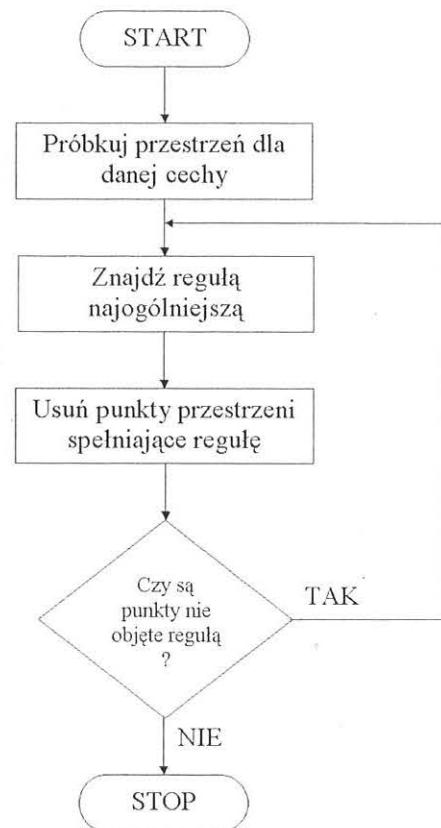 START
Próbkuj przestrzeń dla
danej cechy
Znajdź regułą
najogólniejszą
Usuń punkty przestrzeni
spełniające regułę
Czy są
punkty nie
objęte regułą
?
TAK
NIE
STOP